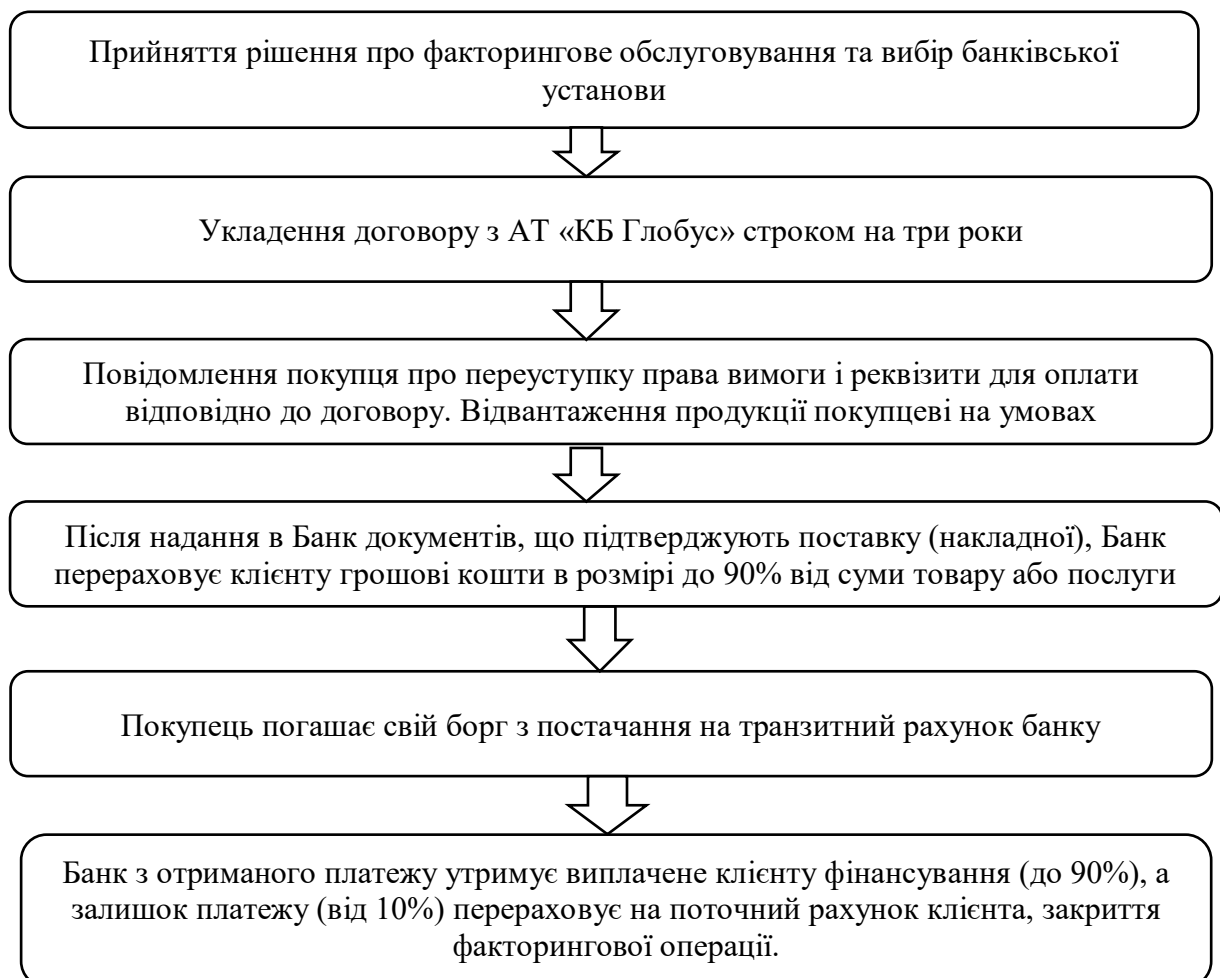 Прийняття рішення про факторингове обслуговування та вибір банківської
установи
Укладення договору з АТ «КБ Глобус» строком на три роки
Повідомлення покупця про переуступку права вимоги і реквізити для оплати
відповідно до договору. Відвантаження продукції покупцеві на умовах
Після надання в Банк документів, що підтверджують поставку (накладної), Банк
перераховує клієнту грошові кошти в розмірі до 90% від суми товару або послуги
Покупець погашає свій борг з постачання на транзитний рахунок банку
Банк з отриманого платежу утримує виплачене клієнту фінансування (до 90%), а
залишок платежу (від 10%) перераховує на поточний рахунок клієнта, закриття
факторингової операції.